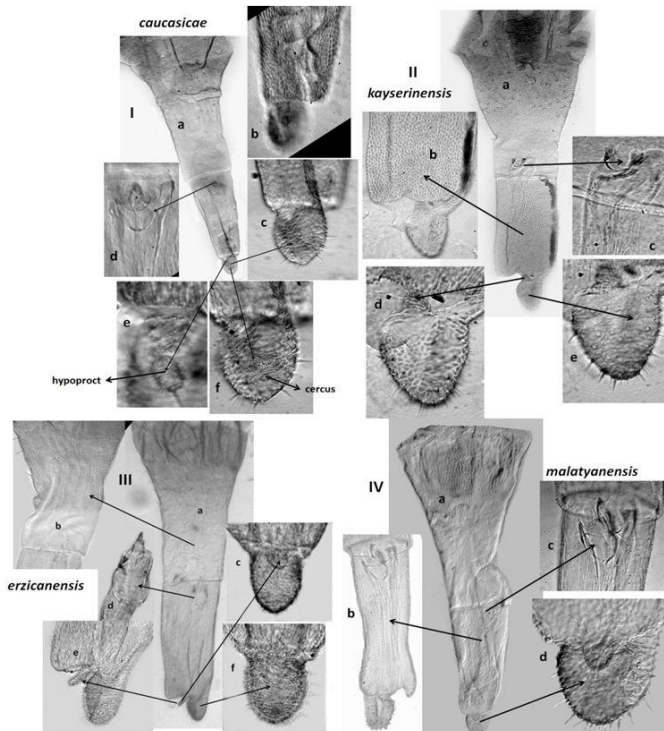 caucasicae
I
a
b
c
d
e
f
hypoproct
cercus
II
kayserinensis
a
b
c
d
e
III
erzicanensis
a
b
c
d
e
f
IV
malatyanensis
a
b
c
d